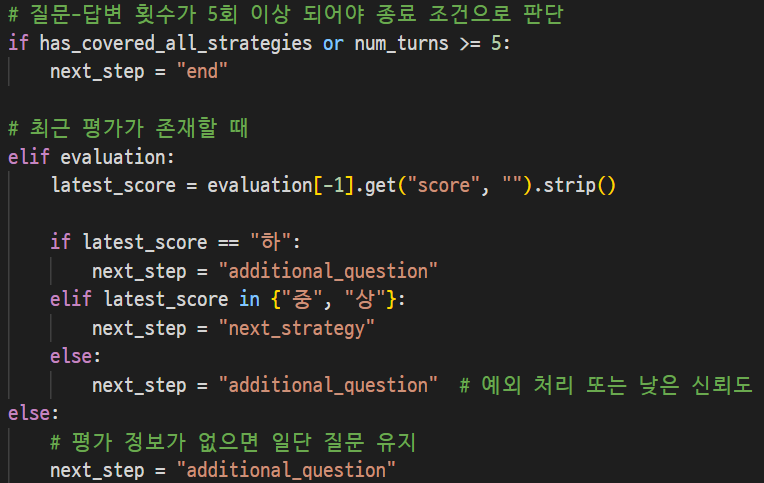 # 질문-답변 횟수가 5회 이상 되어야 종료 조건으로 판단
if has_covered_all_strategies or num_turns >= 5:
    next_step = "end"

# 최근 평가가 존재할 때
elif evaluation:
    latest_score = evaluation[-1].get("score", "").strip()

    if latest_score == "하":
        next_step = "additional_question"
    elif latest_score in {"중", "상"}:
        next_step = "next_strategy"
    else:
        next_step = "additional_question"  # 예외 처리 또는 낮은 신뢰도
else:
    # 평가 정보가 없으면 일단 질문 유지
    next_step = "additional_question"